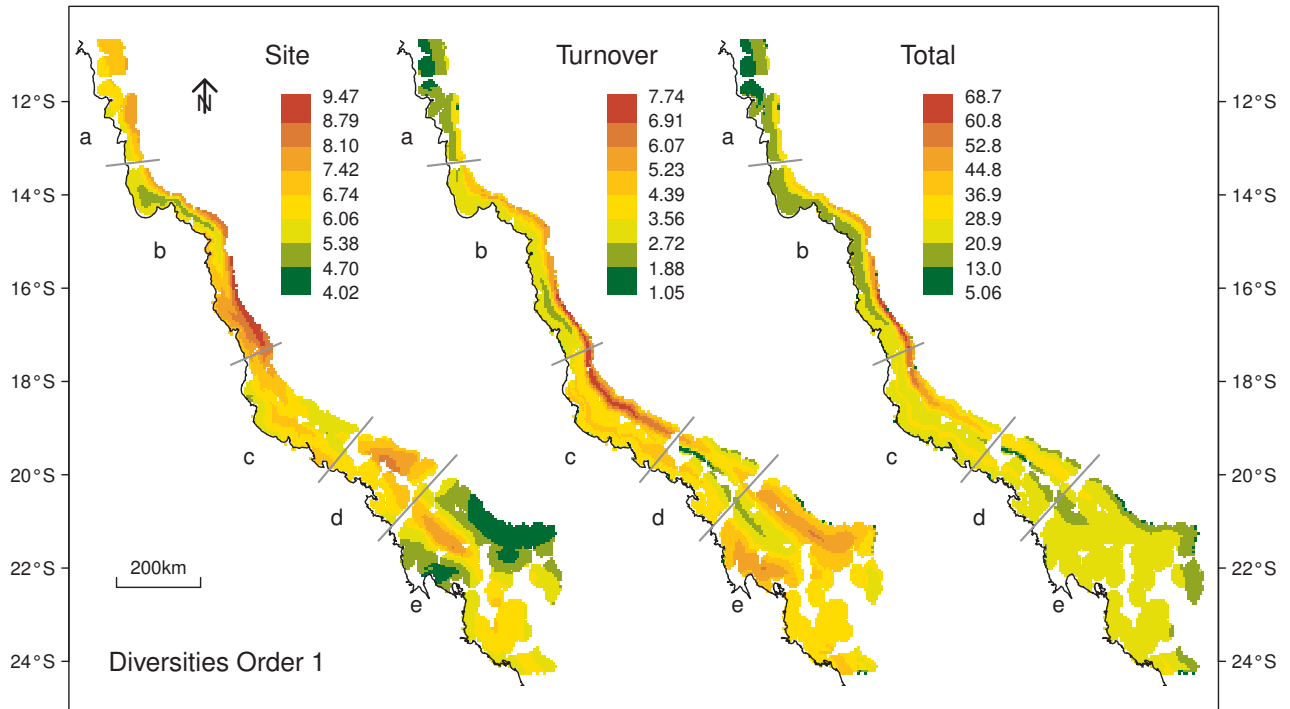 Site
9.47
8.79
8.10
7.42
6.74
6.06
5.38
4.70
4.02
Turnover
7.74
6.91
6.07
5.23
4.39
3.56
2.72
1.88
1.05
Total
68.7
60.8
52.8
44.8
36.9
28.9
20.9
13.0
5.06
N
12°S
14°S
16°S
18°S
20°S
22°S
24°S
12°S
14°S
16°S
18°S
20°S
22°S
24°S
a
b
c
d
e
a
b
c
d
e
a
b
c
d
e
200km
Diversities Order 1